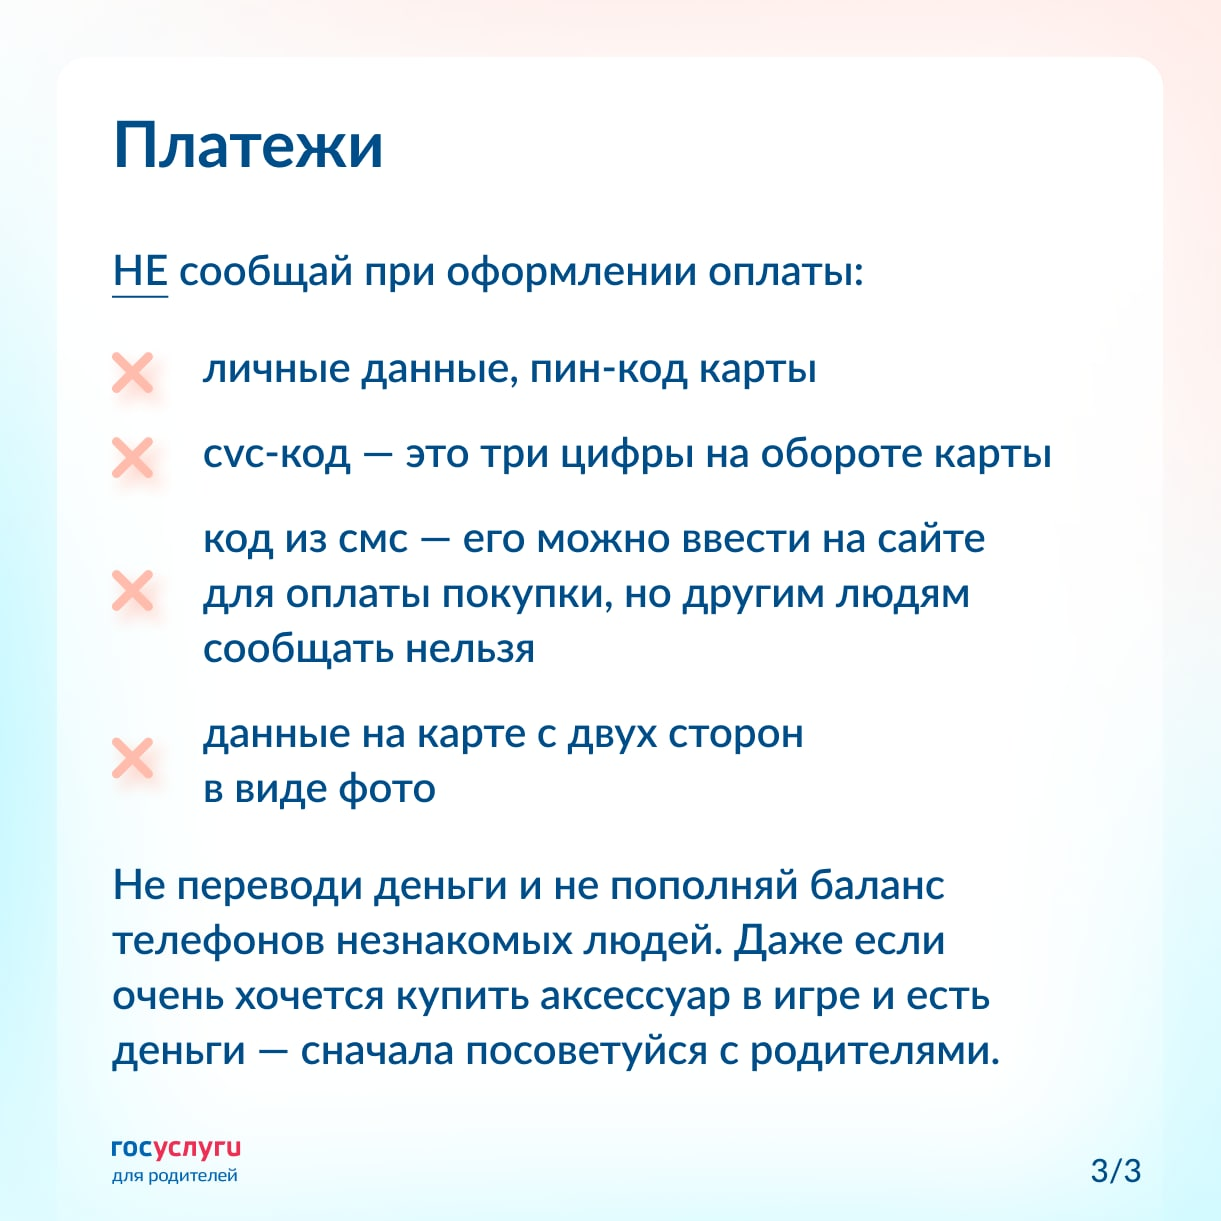 Платежи
НЕ сообщай при оформлении оплаты:
личные данные, пин-код карты
cvc-код — это три цифры на обороте карты
код из смс — его можно ввести на сайте
для оплаты покупки, но другим людям
сообщать нельзя
данные на карте с двух сторон
в виде фото
Не переводи деньги и не пополняй баланс
телефонов незнакомых людей. Даже если
очень хочется купить аксессуар в игре и есть
деньги — сначала посоветуйся с родителями.
госуслуги
для родителей
3/3